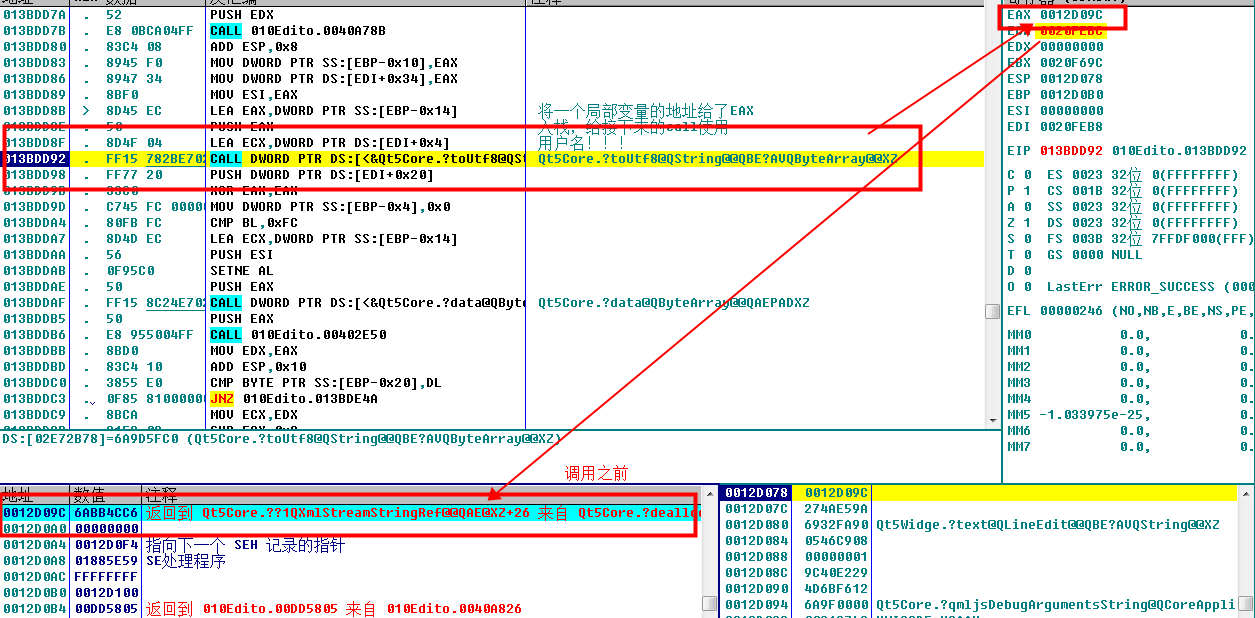 013BDD7A . 52 PUSH EDX
013BDD7B . E8 0BCA04FF CALL 010Edito.0040A78B
013BDD80 . 83C4 08 ADD ESP,0x8
013BDD83 . 8945 F0 MOV DWORD PTR SS:[EBP-0x10],EAX
013BDD86 . 8947 34 MOV DWORD PTR DS:[EDI+0x34],EAX
013BDD89 . 8BF0 MOV ESI,EAX
013BDD8B > 8D45 EC LEA EAX,DWORD PTR SS:[EBP-0x14] 将一个局部变量的地址给了EAX
013BDD8E . 50 PUSH EAX 入栈，给接下来的call使用
013BDD8F . 8D4F 04 LEA ECX,DWORD PTR DS:[EDI+0x4] 用户名！！！
013BDD92 . FF15 782BE702 CALL DWORD PTR DS:[<&Qt5Core.?toUtf8@QSt Qt5Core.?toUtf8@QString@@QBE?AVQByteArray@@XZ
013BDD98 . FF77 20 PUSH DWORD PTR DS:[EDI+0x20]
013BDD9B . 33C0 XOR EAX,EAX
013BDD9D . C745 FC 00000 MOV DWORD PTR SS:[EBP-0x4],0x0
013BDDA4 . 80FB FC CMP BL,0xFC
013BDDA7 . 8D4D EC LEA ECX,DWORD PTR SS:[EBP-0x14]
013BDDAA . 56 PUSH ESI
013BDDAB . 0F95C0 SETNE AL
013BDDAE . 50 PUSH EAX
013BDDAF . FF15 8C24E702 CALL DWORD PTR DS:[<&Qt5Core.?data@QByte Qt5Core.?data@QByteArray@@QAEPADXZ
013BDDB5 . 50 PUSH EAX
013BDDB6 . E8 955004FF CALL 010Edito.00402E50
013BDDBB . 8BD0 MOV EDX,EAX
013BDDBD . 83C4 10 ADD ESP,0x10
013BDDC0 . 3855 E0 CMP BYTE PTR SS:[EBP-0x20],DL
013BDDC3 . 0F85 81000000 JNZ 010Edito.013BDE4A
013BDDC9 . 8BCA MOV ECX,EDX
DS:[02E72B78]=6A9D5FC0 (Qt5Core.?toUtf8@QString@@QBE?AVQByteArray@@XZ)
EAX 0012D09C
ECX 0020FEBC
EDX 00000000
EBX 0020F69C
ESP 0012D078
EBP 0012D0B0
ESI 00000000
EDI 0020FEB8
EIP 013BDD92 010Edito.013BDD92
C 0 ES 0023 32位 0(FFFFFFFF)
P 1 CS 001B 32位 0(FFFFFFFF)
A 0 SS 0023 32位 0(FFFFFFFF)
Z 1 DS 0023 32位 0(FFFFFFFF)
S 0 FS 003B 32位 7FFDF000(FFF)
T 0 GS 0000 NULL
D 0
O 0 LastErr ERROR_SUCCESS (000
EFL 00000246 (NO,NB,E,BE,NS,PE,
MM0 0.0, 0.
MM1 0.0, 0.
MM2 0.0, 0.
MM3 0.0, 0.
MM4 0.0, 0.
MM5 -1.033975e-25, 0.
MM6 0.0, 0.
MM7 0.0, 0.
调用之前
地址 数值 注释
0012D09C 6ABB4CC6 返回到 Qt5Core.??1QXmlStreamStringRef@@QAE@XZ+26 来自 Qt5Core.?deallo
0012D0A0 00000000
0012D0A4 0012D0F4 指向下一个 SEH 记录的指针
0012D0A8 01885E59 SE处理程序
0012D0AC FFFFFFFF
0012D0B0 0012D100
0012D0B4 00DD5805 返回到 010Edito.00DD5805 来自 010Edito.0040A826
0012D078 0012D09C
0012D07C 274AE59A
0012D080 6932FA90 Qt5Widge.?text@QLineEdit@@QBE?AVQString@@XZ
0012D084 0546C908
0012D088 00000001
0012D08C 9C40E229
0012D090 4D6BF612
0012D094 6A9F0000 Qt5Core.?qmljsDebugArgumentsString@QCoreAppli